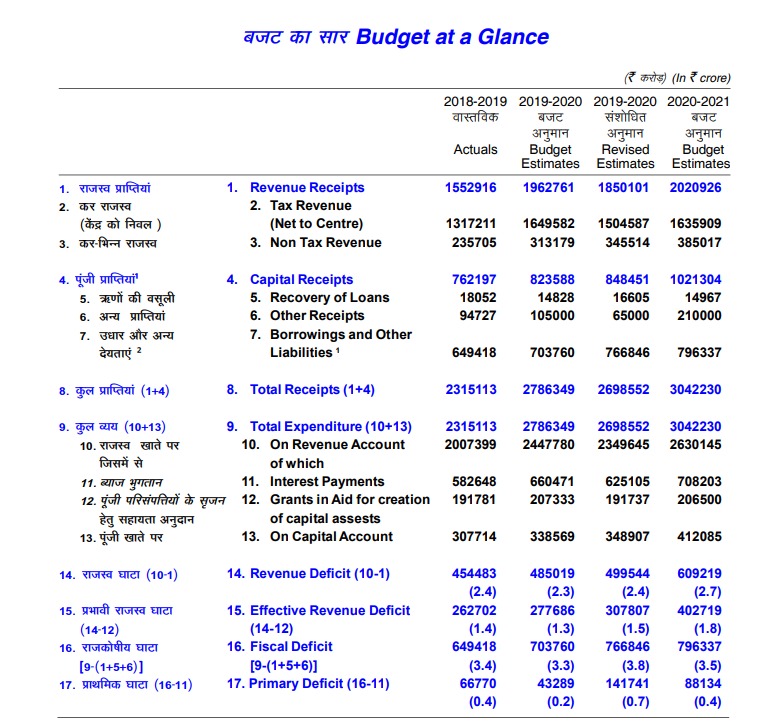 बजट का सार Budget at a Glance
(₹ करोड़) (In ₹ crore)
2018-2019 2019-2020 2019-2020 2020-2021
वास्तविक बजट संशोधित बजट
अनुमान अनुमान अनुमान
Actuals Budget Revised Budget
Estimates Estimates Estimates
1. राजस्व प्राप्तियां 1. Revenue Receipts 1552916 1962761 1850101 2020926
2. कर राजस्व 2. Tax Revenue
(केंद्र को निवल ) (Net to Centre) 1317211 1649582 1504587 1635909
3. कर-भिन्न राजस्व 3. Non Tax Revenue 235705 313179 345514 385017
4. पूंजी प्राप्तियां¹ 4. Capital Receipts 762197 823588 848451 1021304
5. ऋणों की वसूली 5. Recovery of Loans 18052 14828 16605 14967
6. अन्य प्राप्तियां 6. Other Receipts 94727 105000 65000 210000
7. उधार और अन्य 7. Borrowings and Other
देयताएं ² Liabilities ¹ 649418 703760 766846 796337
8. कुल प्राप्तियां (1+4) 8. Total Receipts (1+4) 2315113 2786349 2698552 3042230
9. कुल व्यय (10+13) 9. Total Expenditure (10+13) 2315113 2786349 2698552 3042230
10. राजस्व खाते पर 10. On Revenue Account 2007399 2447780 2349645 2630145
जिसमें से of which
11. ब्याज भुगतान 11. Interest Payments 582648 660471 625105 708203
12. पूंजी परिसंपत्तियों के सृजन 12. Grants in Aid for creation 191781 207333 191737 206500
हेतु सहायता अनुदान of capital assests
13. पूंजी खाते पर 13. On Capital Account 307714 338569 348907 412085
14. राजस्व घाटा (10-1) 14. Revenue Deficit (10-1) 454483 485019 499544 609219
(2.4) (2.3) (2.4) (2.7)
15. प्रभावी राजस्व घाटा 15. Effective Revenue Deficit 262702 277686 307807 402719
(14-12) (14-12) (1.4) (1.3) (1.5) (1.8)
16. राजकोषीय घाटा 16. Fiscal Deficit 649418 703760 766846 796337
[9-(1+5+6)] [9-(1+5+6)] (3.4) (3.3) (3.8) (3.5)
17. प्राथमिक घाटा (16-11) 17. Primary Deficit (16-11) 66770 43289 141741 88134
(0.4) (0.2) (0.7) (0.4)